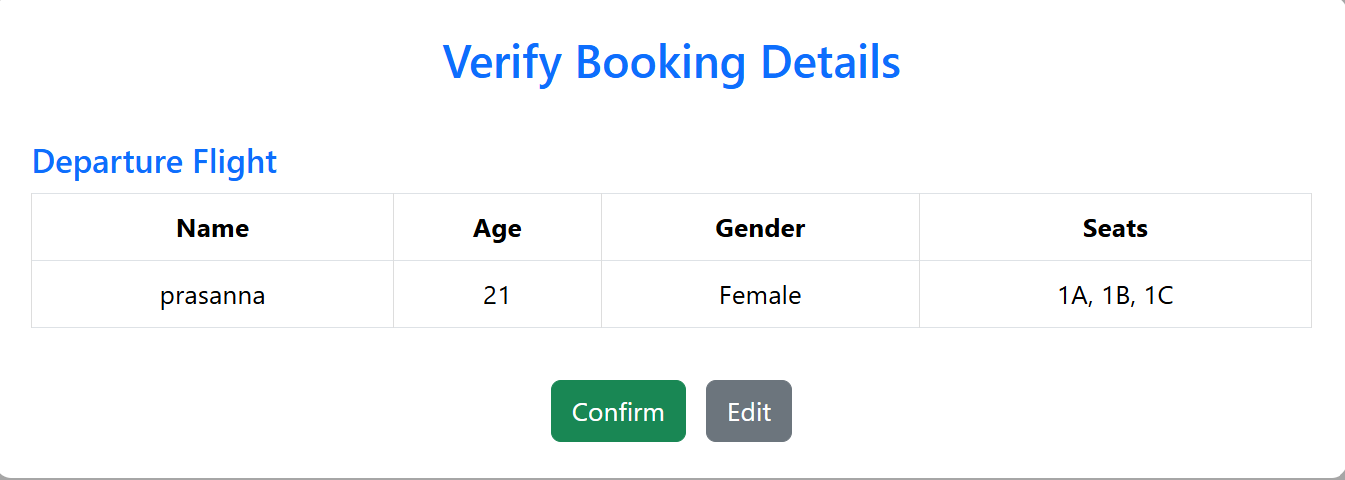 Verify Booking Details
Departure Flight
Name Age Gender Seats
prasanna 21 Female 1A, 1B, 1C
Confirm Edit